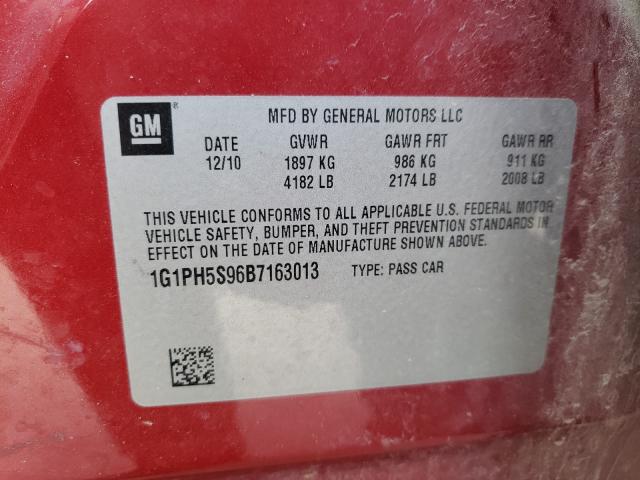 GM ®
MFD BY GENERAL MOTORS LLC
DATE GVWR GAWR FRT GAWR RR
12/10 1897 KG 986 KG 911 KG
4182 LB 2174 LB 2008 LB
THIS VEHICLE CONFORMS TO ALL APPLICABLE U.S. FEDERAL MOTOR
VEHICLE SAFETY, BUMPER, AND THEFT PREVENTION STANDARDS IN
EFFECT ON THE DATE OF MANUFACTURE SHOWN ABOVE.
1G1PH5S96B7163013 TYPE: PASS CAR